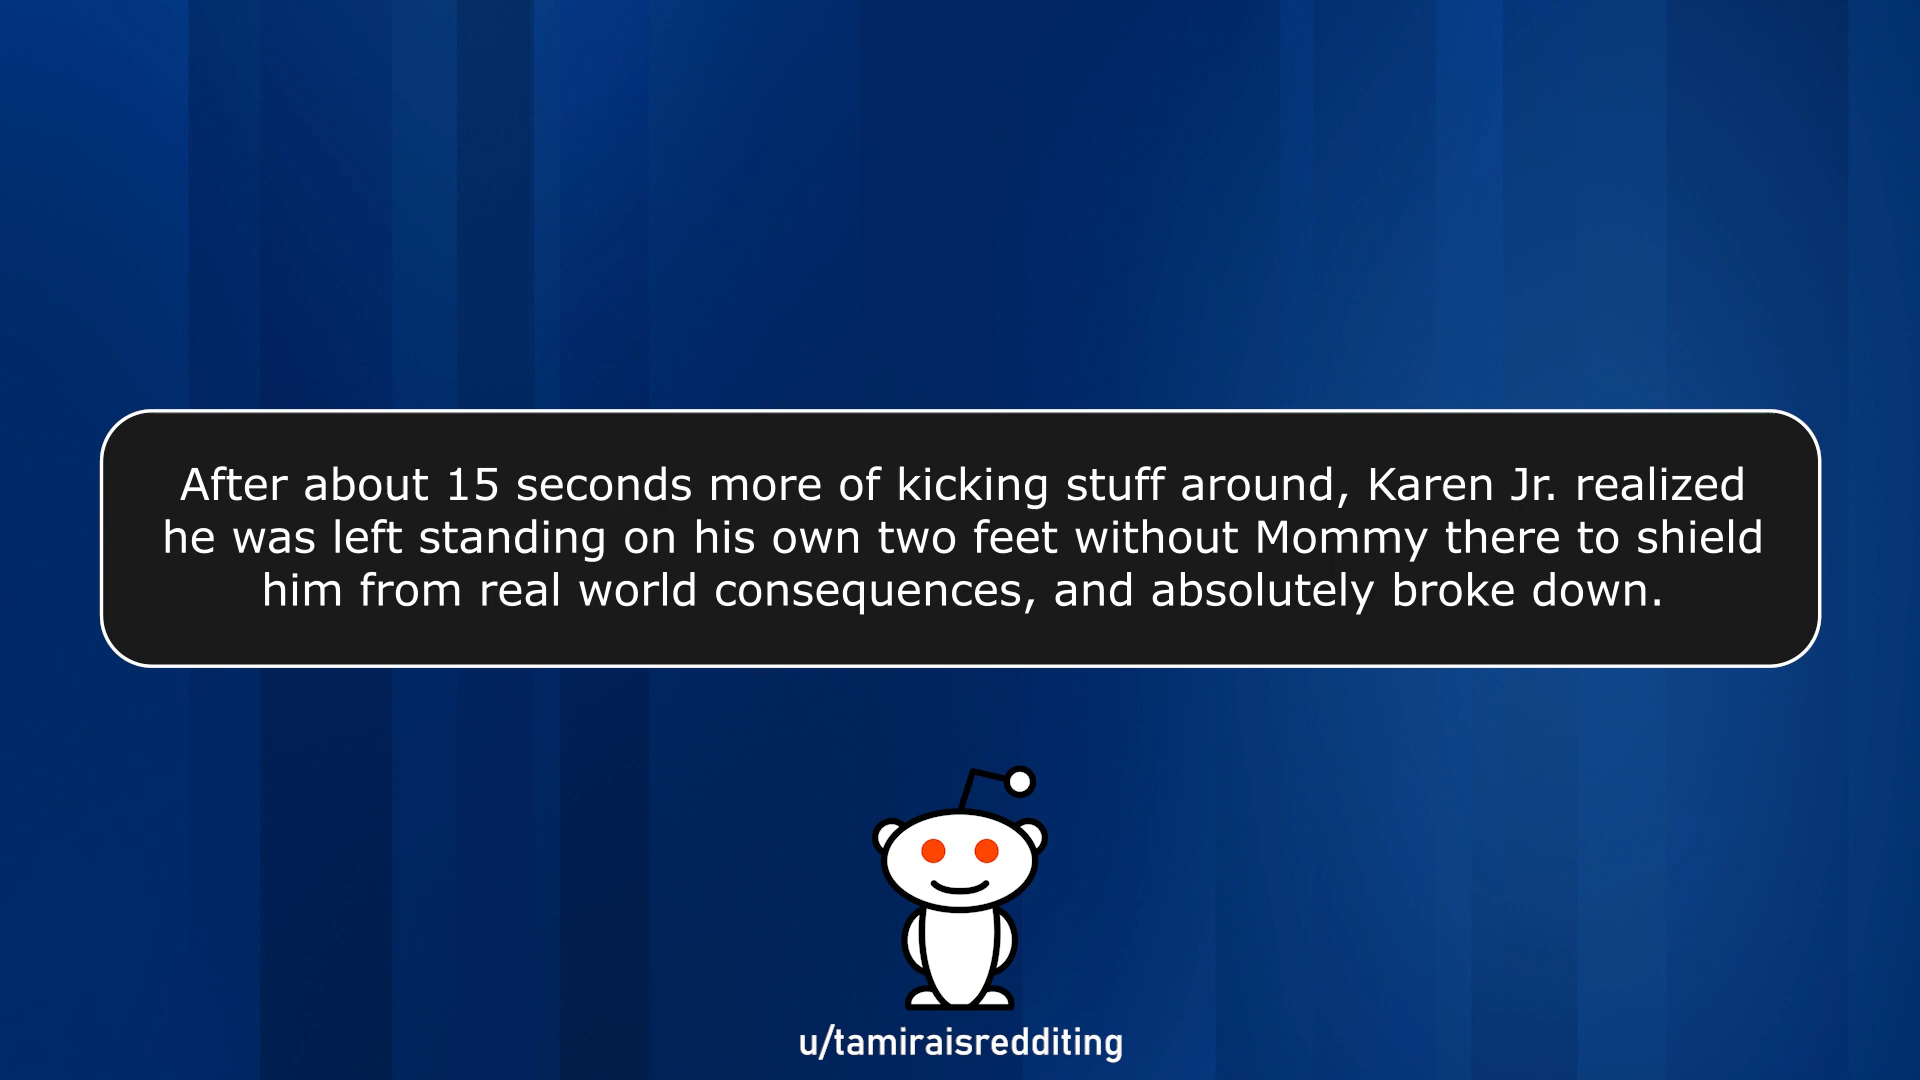 After about 15 seconds more of kicking stuff around, Karen Jr. realized
he was left standing on his own two feet without Mommy there to shield
him from real world consequences, and absolutely broke down.
u/tamiraisredditing